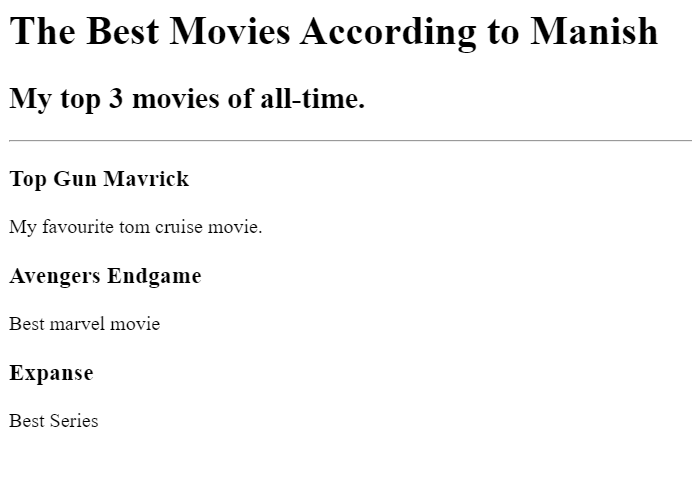 The Best Movies According to Manish
My top 3 movies of all-time.
Top Gun Mavrick
My favourite tom cruise movie.
Avengers Endgame
Best marvel movie
Expanse
Best Series